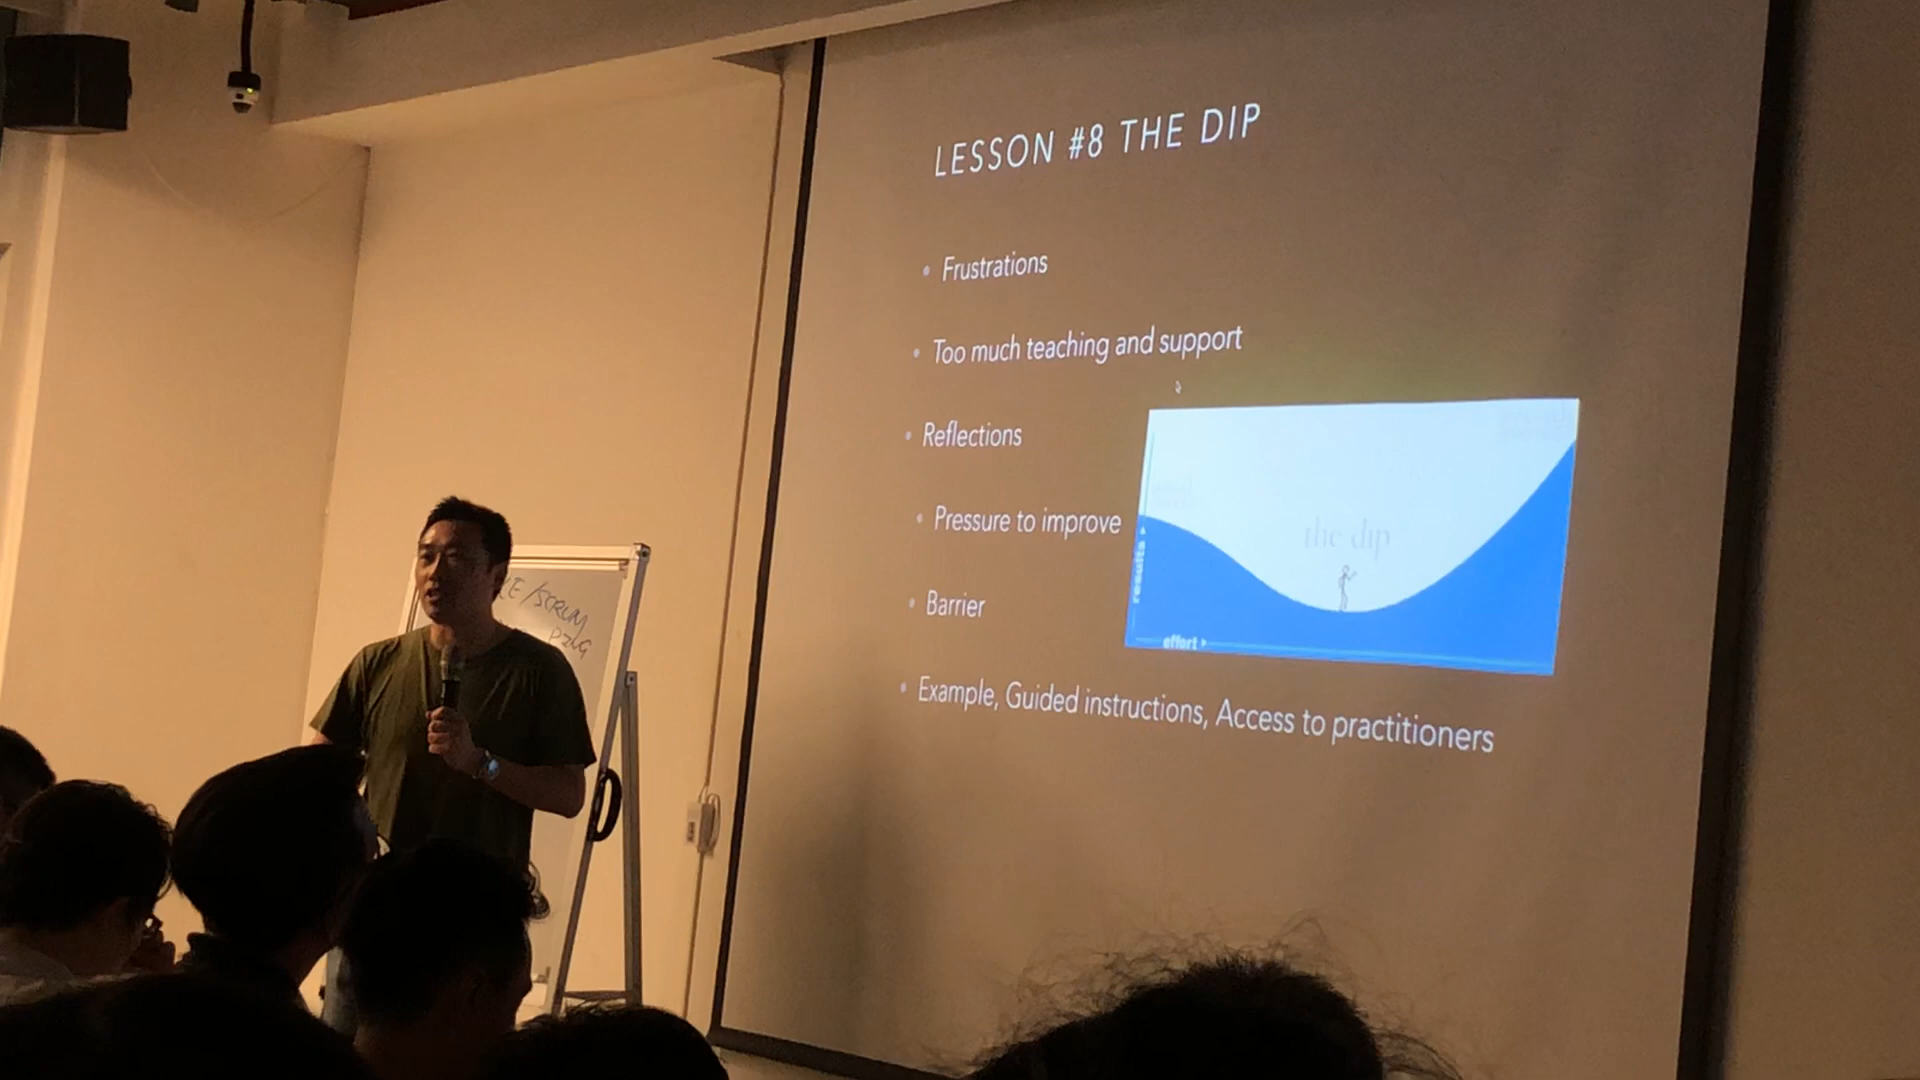 LESSON #8 THE DIP
• Frustrations
• Too much teaching and support
• Reflections
• Pressure to improve
• Barrier
• Example, Guided instructions, Access to practitioners
the dip
results
effort
/SCRUM